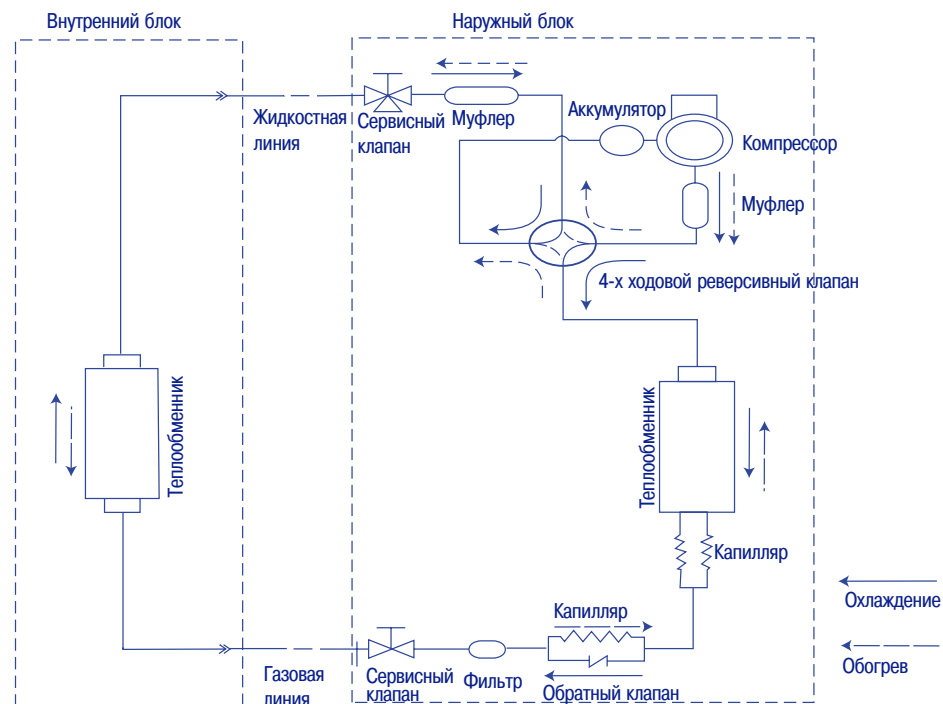 Внутренний блок
Наружный блок
Жидкостная
линия
Сервисный
клапан
Муфлер
Аккумулятор
Компрессор
Муфлер
4-х ходовой реверсивный клапан
Теплообменник
Теплообменник
Капилляр
Охлаждение
Капилляр
Обогрев
Газовая
линия
Сервисный
клапан
Фильтр
Обратный клапан